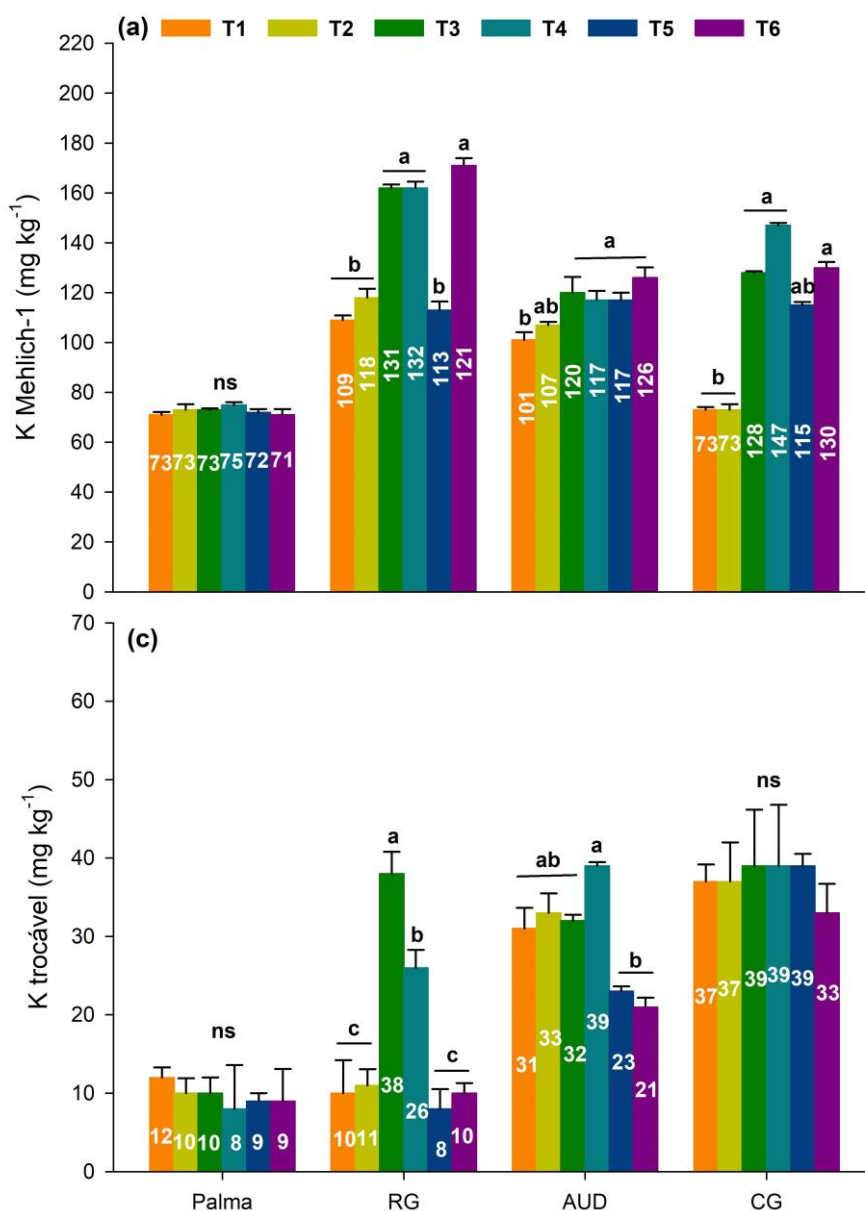 (a) T1 T2 T3 T4 T5 T6
K Mehlich-1 (mg kg-1)
220
200
180
160
140
120
100
80
60
40
20
0
ns
73 73 73 75 72 71
b a b a
109 118 131 132 113 121
b ab a
101 107 120 117 117 126
b a ab a
73 73 128 147 115 130
(c)
K trocável (mg kg-1)
70
60
50
40
30
20
10
0
ns
12 10 10 8 9 9
c a b c
10 11 38 26 8 10
ab a b
31 33 32 39 23 21
ns
37 37 39 39 39 33
Palma RG AUD CG